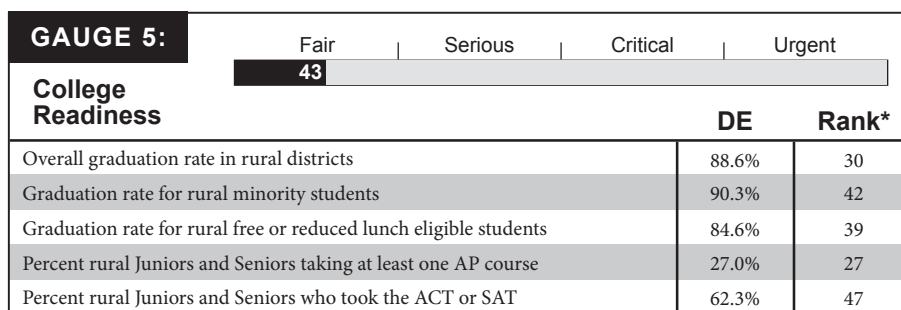 GAUGE 5:
Fair Serious Critical Urgent
43
College
Readiness
DE Rank*
Overall graduation rate in rural districts 88.6% 30
Graduation rate for rural minority students 90.3% 42
Graduation rate for rural free or reduced lunch eligible students 84.6% 39
Percent rural Juniors and Seniors taking at least one AP course 27.0% 27
Percent rural Juniors and Seniors who took the ACT or SAT 62.3% 47